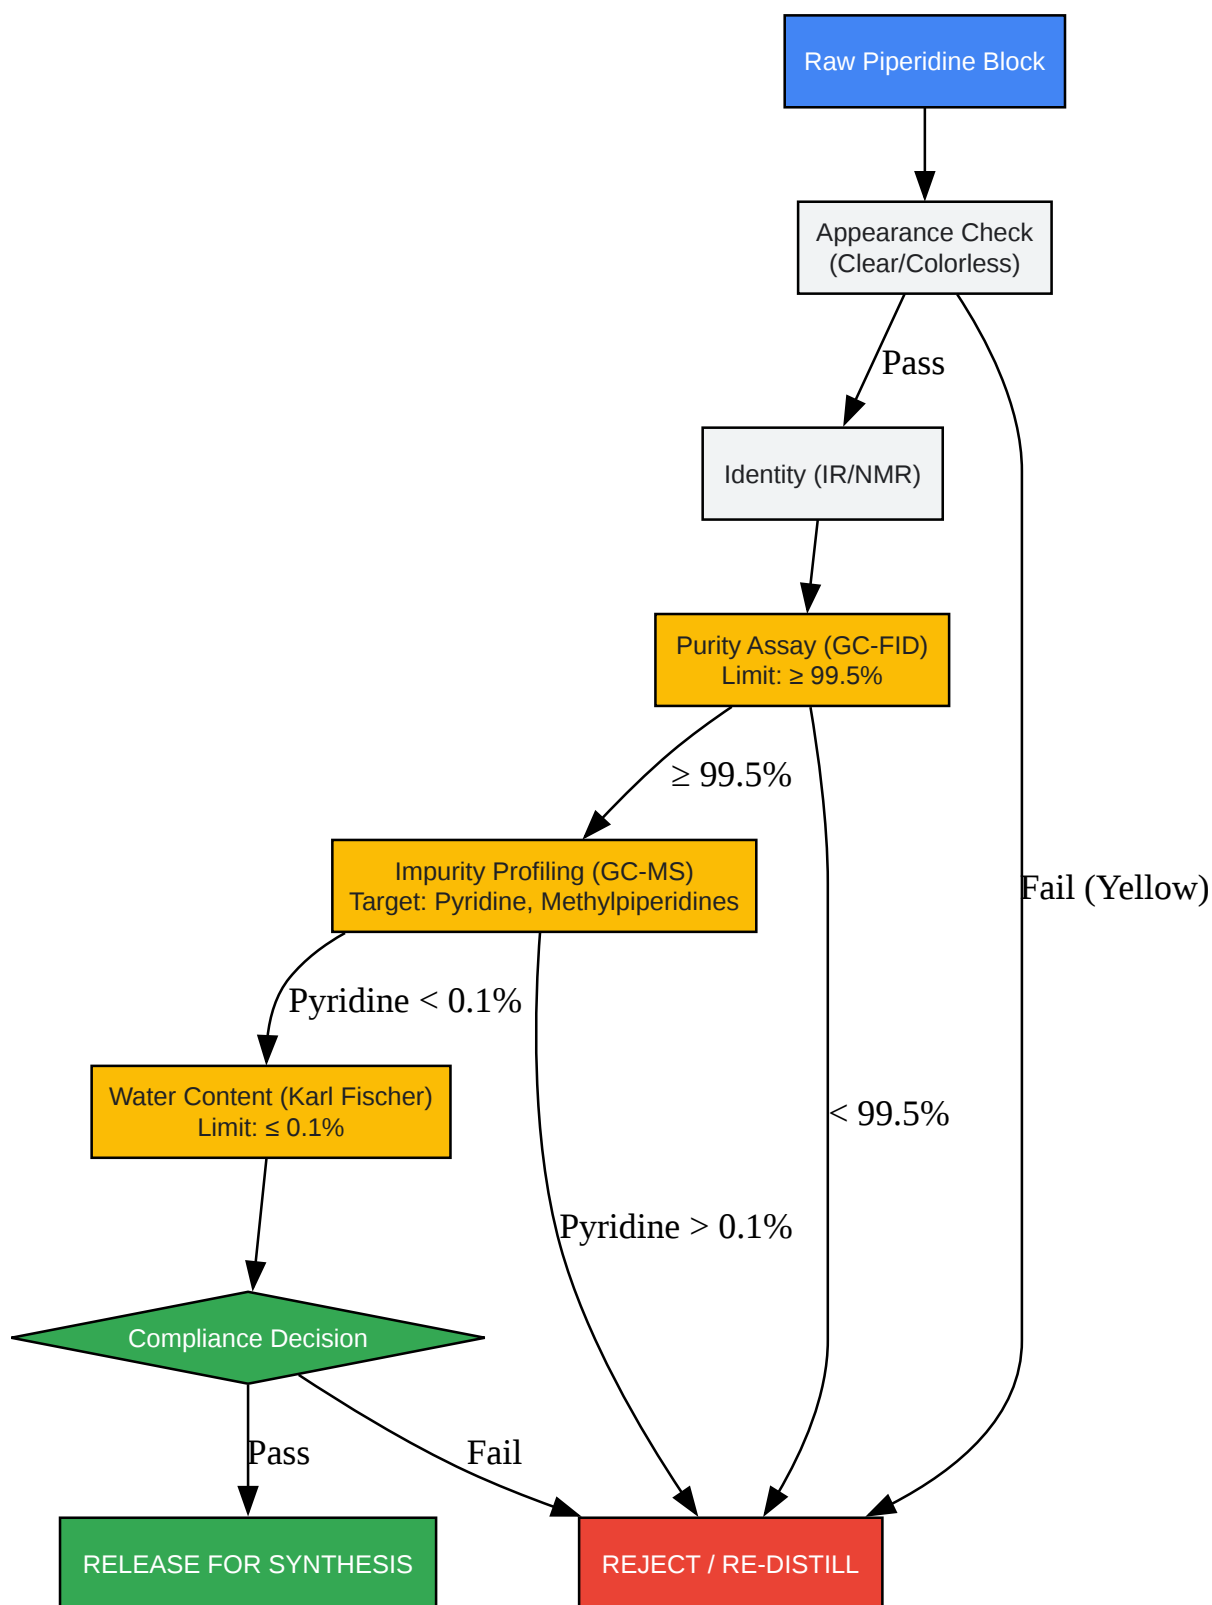 Raw Piperidine Block
Appearance Check
(Clear/Colorless)
Pass
Identity (IR/NMR)
Purity Assay (GC-FID)
Limit: ≥ 99.5%
≥ 99.5%
Impurity Profiling (GC-MS)
Target: Pyridine, Methylpiperidines
Fail (Yellow)
Pyridine < 0.1%
Water Content (Karl Fischer)
Limit: ≤ 0.1%
< 99.5%
Pyridine > 0.1%
Compliance Decision
Pass
Fail
RELEASE FOR SYNTHESIS
REJECT / RE-DISTILL